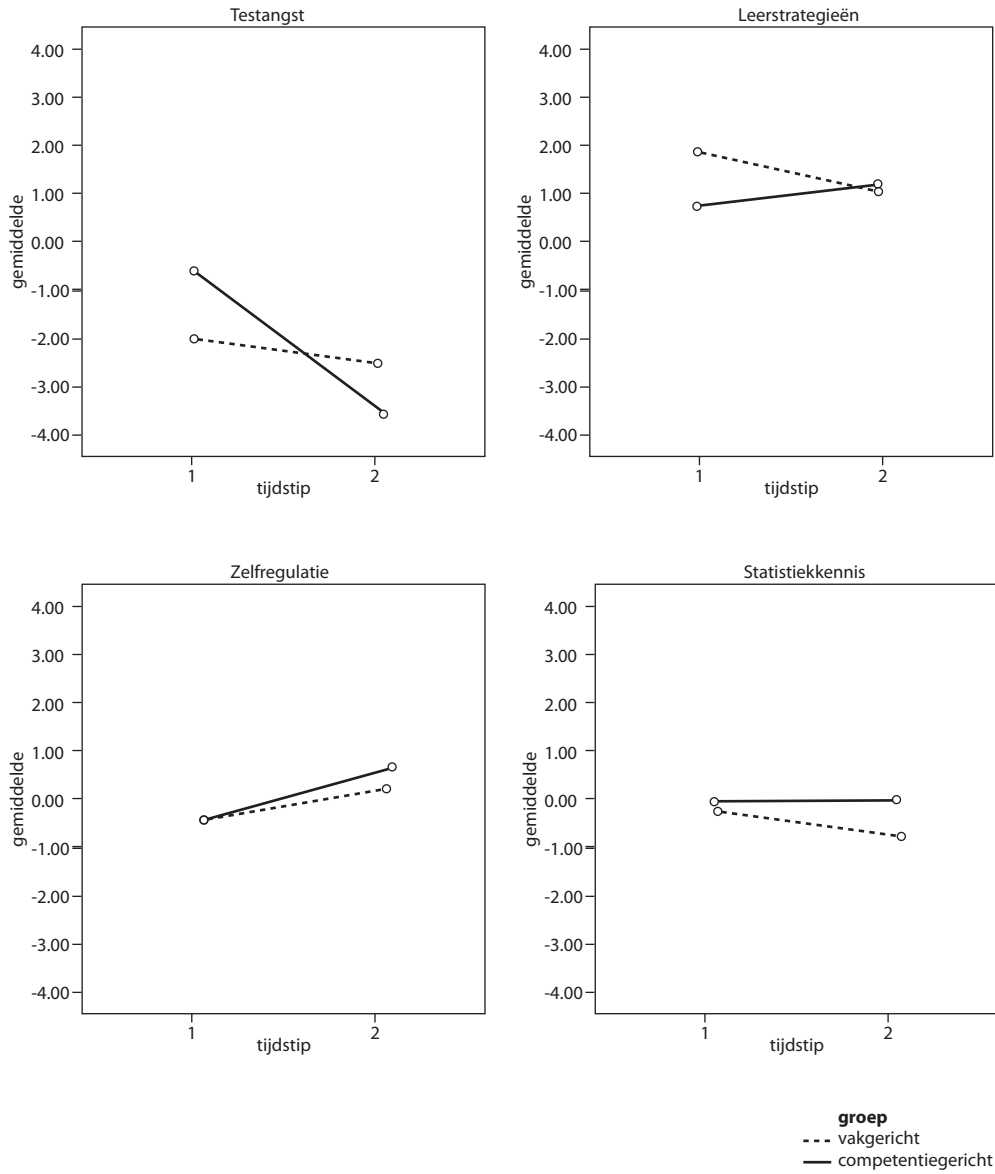 Testangst
4.00
3.00
2.00
1.00
0.00
-1.00
-2.00
-3.00
-4.00
gemiddelde
1
2
tijdstip
Leerstrategieën
4.00
3.00
2.00
1.00
0.00
-1.00
-2.00
-3.00
-4.00
gemiddelde
1
2
tijdstip
Zelfregulatie
4.00
3.00
2.00
1.00
0.00
-1.00
-2.00
-3.00
-4.00
gemiddelde
1
2
tijdstip
Statistiekkennis
4.00
3.00
2.00
1.00
0.00
-1.00
-2.00
-3.00
-4.00
gemiddelde
1
2
tijdstip
groep
vakgericht
competentiegericht